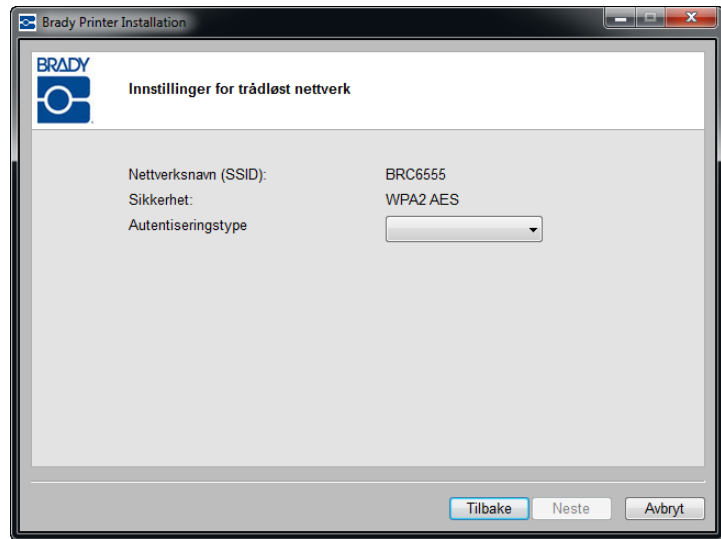 Brady Printer Installation
BRADY
Innstillinger for trådløst nettverk
Nettverksnavn (SSID): BRC6555
Sikkerhet: WPA2 AES
Autentiseringstype
Tilbake Neste Avbryt